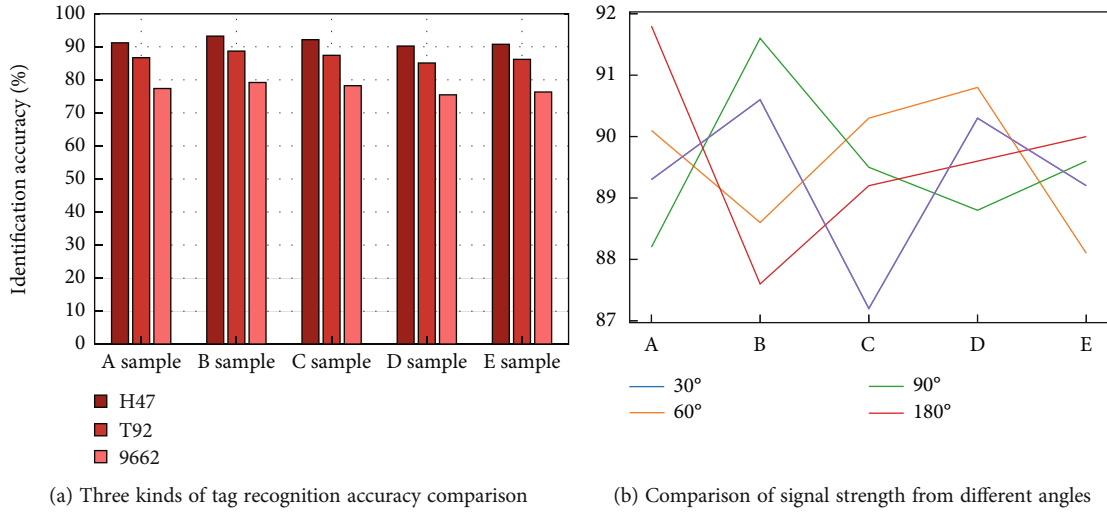 Identification accuracy (%)
100
90
80
70
60
50
40
30
20
10
0
A sample B sample C sample D sample E sample
H47
T92
9662
(a) Three kinds of tag recognition accuracy comparison
92
91
90
89
88
87
A B C D E
30° 90°
60° 180°
(b) Comparison of signal strength from different angles